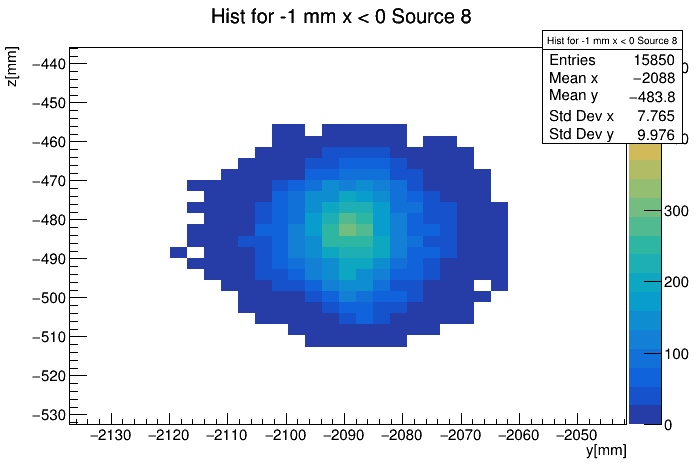 Hist for -1 mm x < 0 Source 8
z[mm]
Hist for -1 mm x < 0 Source 8
Entries 15850
Mean x −2088
Mean y −483.8
Std Dev x 7.765
Std Dev y 9.976
−440
−450
−460
−470
−480
−490
−500
−510
−520
−530
−2130 −2120 −2110 −2100 −2090 −2080 −2070 −2060 −2050
y[mm]
300
200
100
0